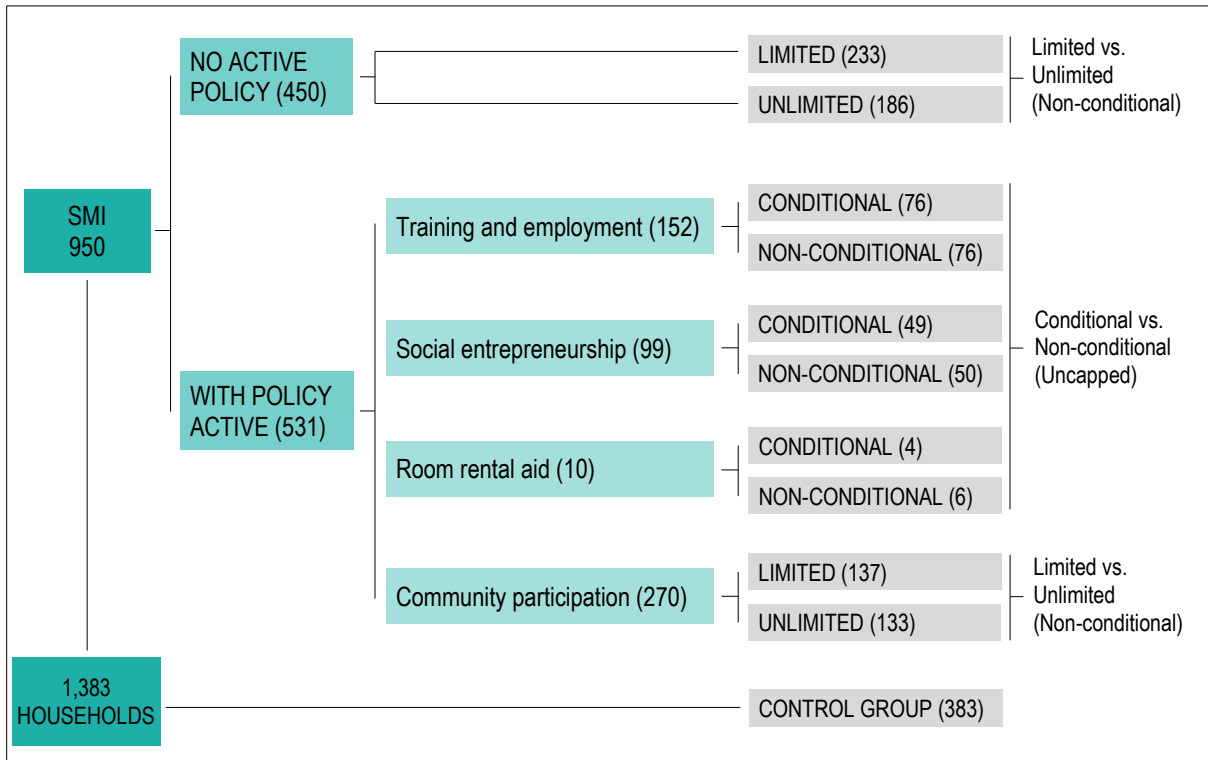 NO ACTIVE
POLICY (450)
LIMITED (233)
UNLIMITED (186)
Limited vs.
Unlimited
(Non-conditional)
SMI
950
WITH POLICY
ACTIVE (531)
Training and employment (152)
CONDITIONAL (76)
NON-CONDITIONAL (76)
Social entrepreneurship (99)
CONDITIONAL (49)
NON-CONDITIONAL (50)
Room rental aid (10)
CONDITIONAL (4)
NON-CONDITIONAL (6)
Conditional vs.
Non-conditional
(Uncapped)
Community participation (270)
LIMITED (137)
UNLIMITED (133)
Limited vs.
Unlimited
(Non-conditional)
1,383
HOUSEHOLDS
CONTROL GROUP (383)